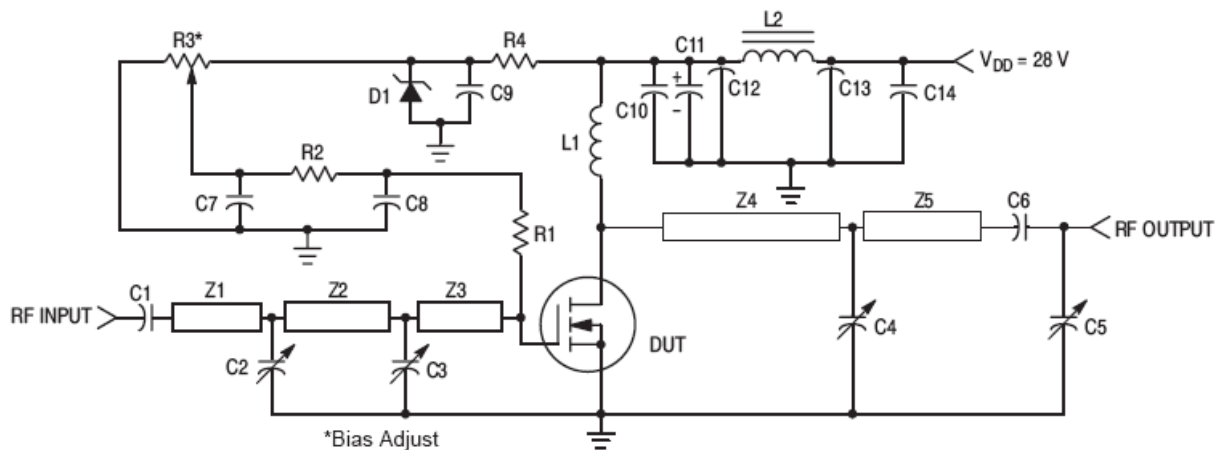 L2
R3*
R4
C11
V_DD = 28 V
D1
C9
C10
+
-
C12
C13
C14
L1
R2
C7
C8
Z4
Z5
C6
RF OUTPUT
R1
C1
Z1
Z2
Z3
RF INPUT
C2
C3
DUT
C4
C5
*Bias Adjust